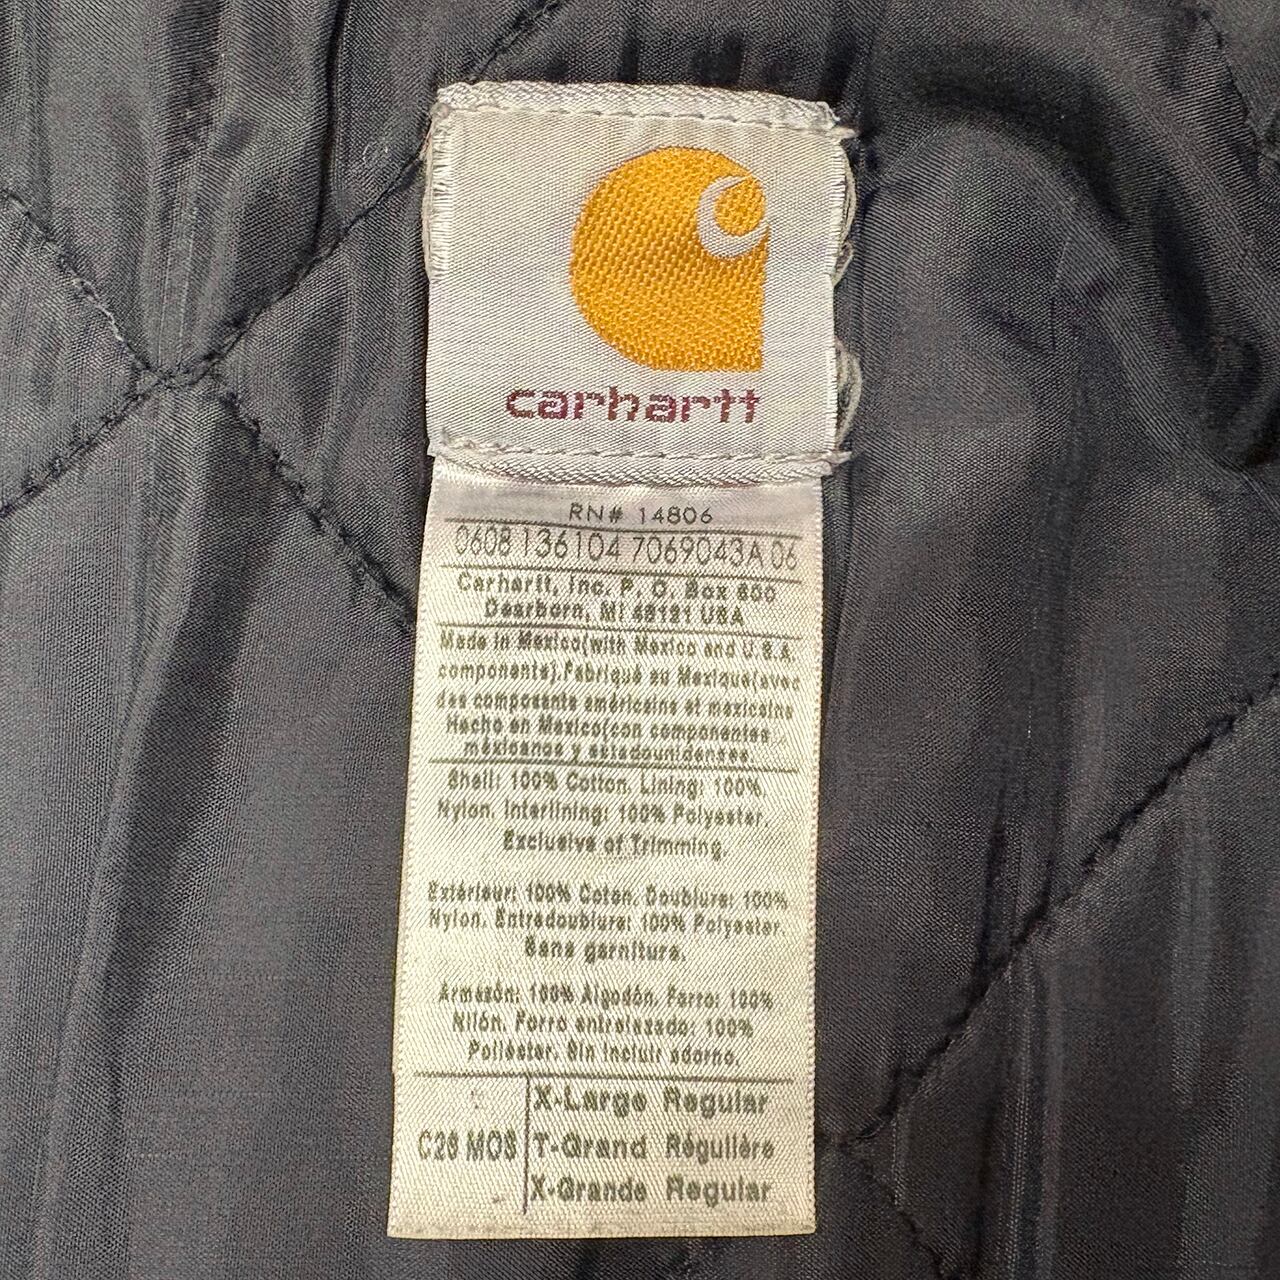 carhartt
RN# 14806
0608 136104 7069043A 06
Carhartt, Inc. P. O. Box 600
Dearborn, MI 48121 USA
Made in Mexico(with Mexico and U.S.A.
components).Fabriqué au Mexique(avec
des composants américains et mexicains
Hecho en Mexico(con componentes
méxicanos y estadounidenses.
Shell: 100% Cotton. Lining: 100%
Nylon. Interlining: 100% Polyester.
Exclusive of Trimming.
Extérieur: 100% Coton. Doublure: 100%
Nylon. Entredoublure: 100% Polyester.
Sans garniture.
Armazón: 100% Algodón. Forro: 100%
Nilón. Forro entrelazado: 100%
Poliéster. Sin incluir adorno.
X-Large Regular
C26 MOS T-Grand Régulière
X-Grande Regular